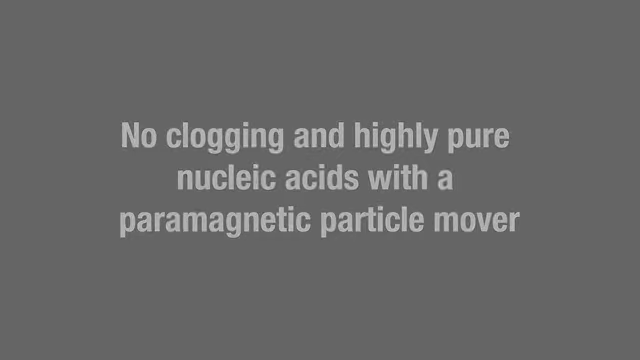 No clogging and highly pure
nucleic acids with a
paramagnetic particle mover